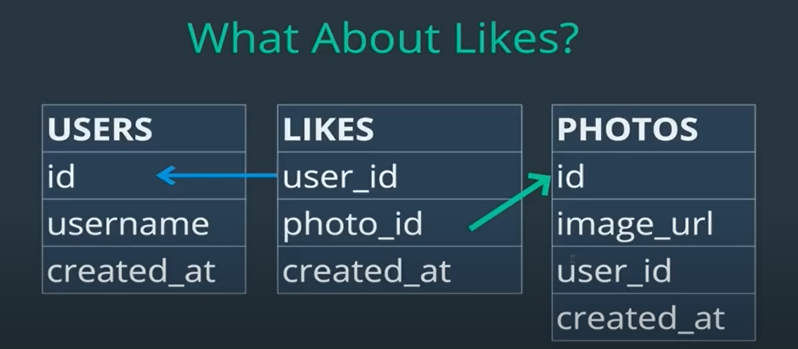 What About Likes?
USERS
id
username
created_at
LIKES
user_id
photo_id
created_at
PHOTOS
id
image_url
user_id
created_at